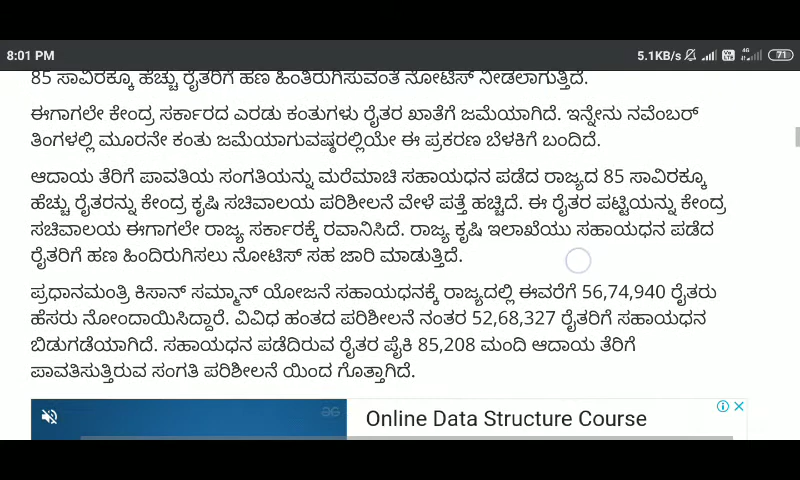 8:01 PM
5.1KB/s
4G
71
85 ಸಾವಿರಕ್ಕೂ ಹೆಚ್ಚು ರೈತರಿಗೆ ಹಣ ಹಿಂತಿರುಗಿಸುವಂತೆ ನೋಟಿಸ್ ನೀಡಲಾಗುತ್ತಿದೆ.
ಈಗಾಗಲೇ ಕೇಂದ್ರ ಸರ್ಕಾರದ ಎರಡು ಕಂತುಗಳು ರೈತರ ಖಾತೆಗೆ ಜಮೆಯಾಗಿದೆ. ಇನ್ನೇನು ನವೆಂಬರ್
ತಿಂಗಳಲ್ಲಿ ಮೂರನೇ ಕಂತು ಜಮೆಯಾಗುವಷ್ಠರಲ್ಲಿಯೇ ಈ ಪ್ರಕರಣ ಬೆಳಕಿಗೆ ಬಂದಿದೆ.
ಆದಾಯ ತೆರಿಗೆ ಪಾವತಿಯ ಸಂಗತಿಯನ್ನು ಮರೆಮಾಚಿ ಸಹಾಯಧನ ಪಡೆದ ರಾಜ್ಯದ 85 ಸಾವಿರಕ್ಕೂ
ಹೆಚ್ಚು ರೈತರನ್ನು ಕೇಂದ್ರ ಕೃಷಿ ಸಚಿವಾಲಯ ಪರಿಶೀಲನೆ ವೇಳೆ ಪತ್ತೆ ಹಚ್ಚಿದೆ. ಈ ರೈತರ ಪಟ್ಟಿಯನ್ನು ಕೇಂದ್ರ
ಸಚಿವಾಲಯ ಈಗಾಗಲೇ ರಾಜ್ಯ ಸರ್ಕಾರಕ್ಕೆ ರವಾನಿಸಿದೆ. ರಾಜ್ಯ ಕೃಷಿ ಇಲಾಖೆಯು ಸಹಾಯಧನ ಪಡೆದ
ರೈತರಿಗೆ ಹಣ ಹಿಂದಿರುಗಿಸಲು ನೋಟಿಸ್ ಸಹ ಜಾರಿ ಮಾಡುತ್ತಿದೆ.
ಪ್ರಧಾನಮಂತ್ರಿ ಕಿಸಾನ್ ಸಮ್ಮಾನ್ ಯೋಜನೆ ಸಹಾಯಧನಕ್ಕೆ ರಾಜ್ಯದಲ್ಲಿ ಈವರೆಗೆ 56,74,940 ರೈತರು
ಹೆಸರು ನೋಂದಾಯಿಸಿದ್ದಾರೆ. ವಿವಿಧ ಹಂತದ ಪರಿಶೀಲನೆ ನಂತರ 52,68,327 ರೈತರಿಗೆ ಸಹಾಯಧನ
ಬಿಡುಗಡೆಯಾಗಿದೆ. ಸಹಾಯಧನ ಪಡೆದಿರುವ ರೈತರ ಪೈಕಿ 85,208 ಮಂದಿ ಆದಾಯ ತೆರಿಗೆ
ಪಾವತಿಸುತ್ತಿರುವ ಸಂಗತಿ ಪರಿಶೀಲನೆ ಯಿಂದ ಗೊತ್ತಾಗಿದೆ.
Online Data Structure Course